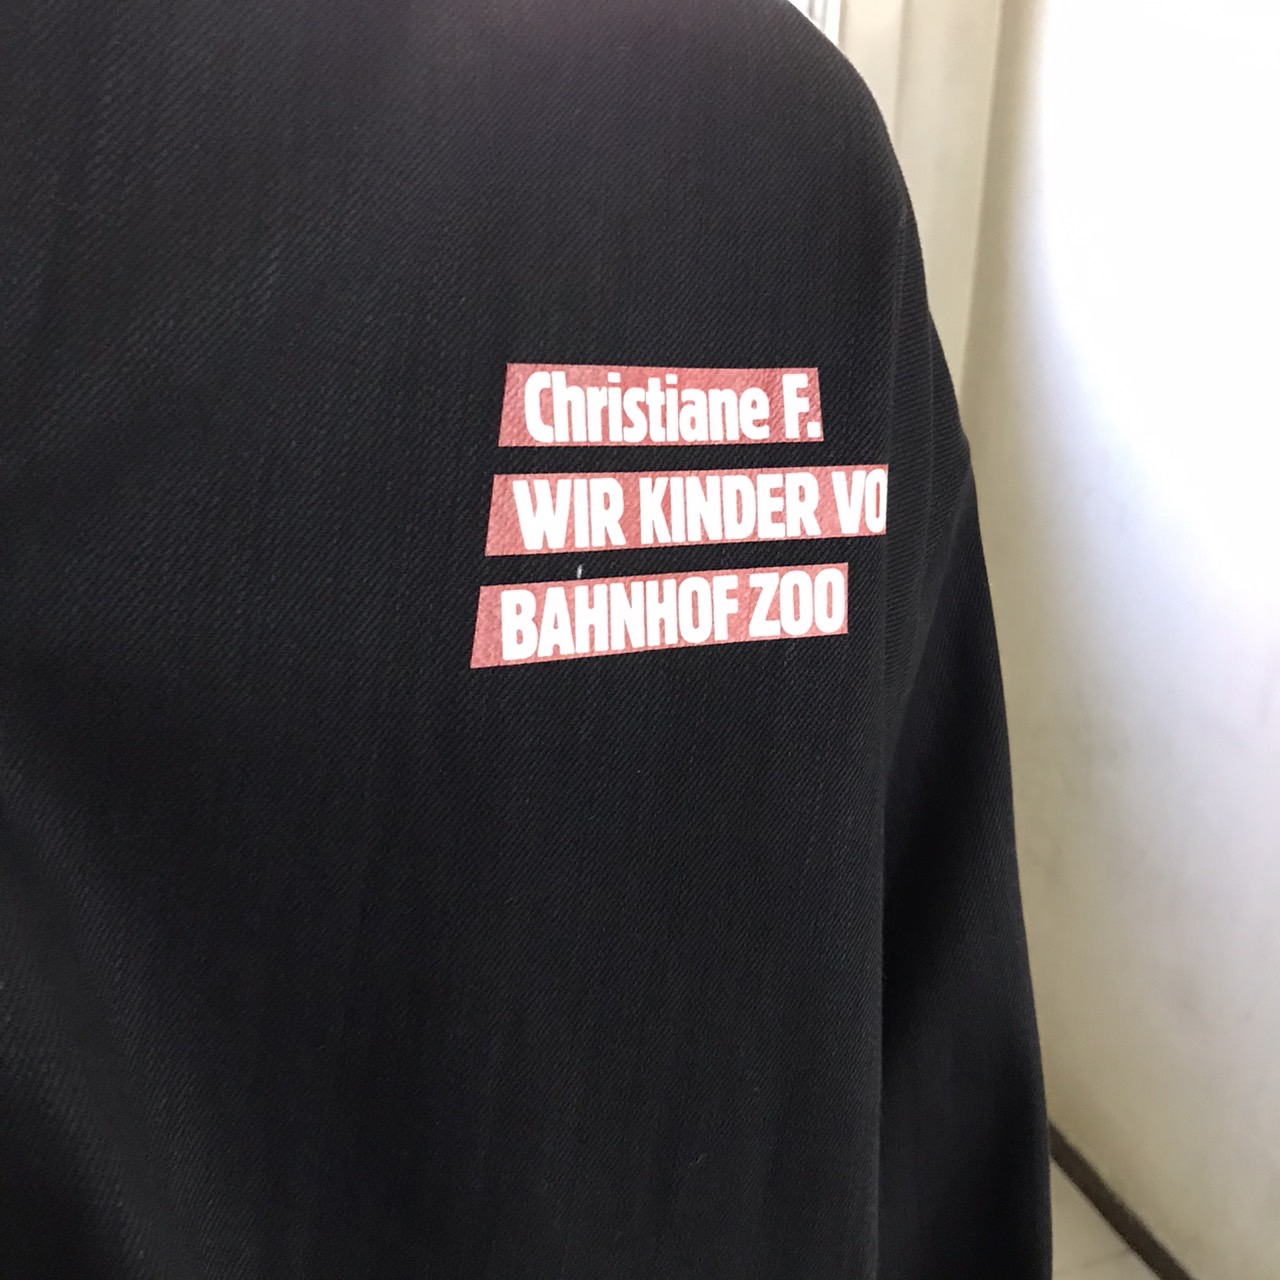 Christiane F.
WIR KINDER VO
BAHNHOF ZOO